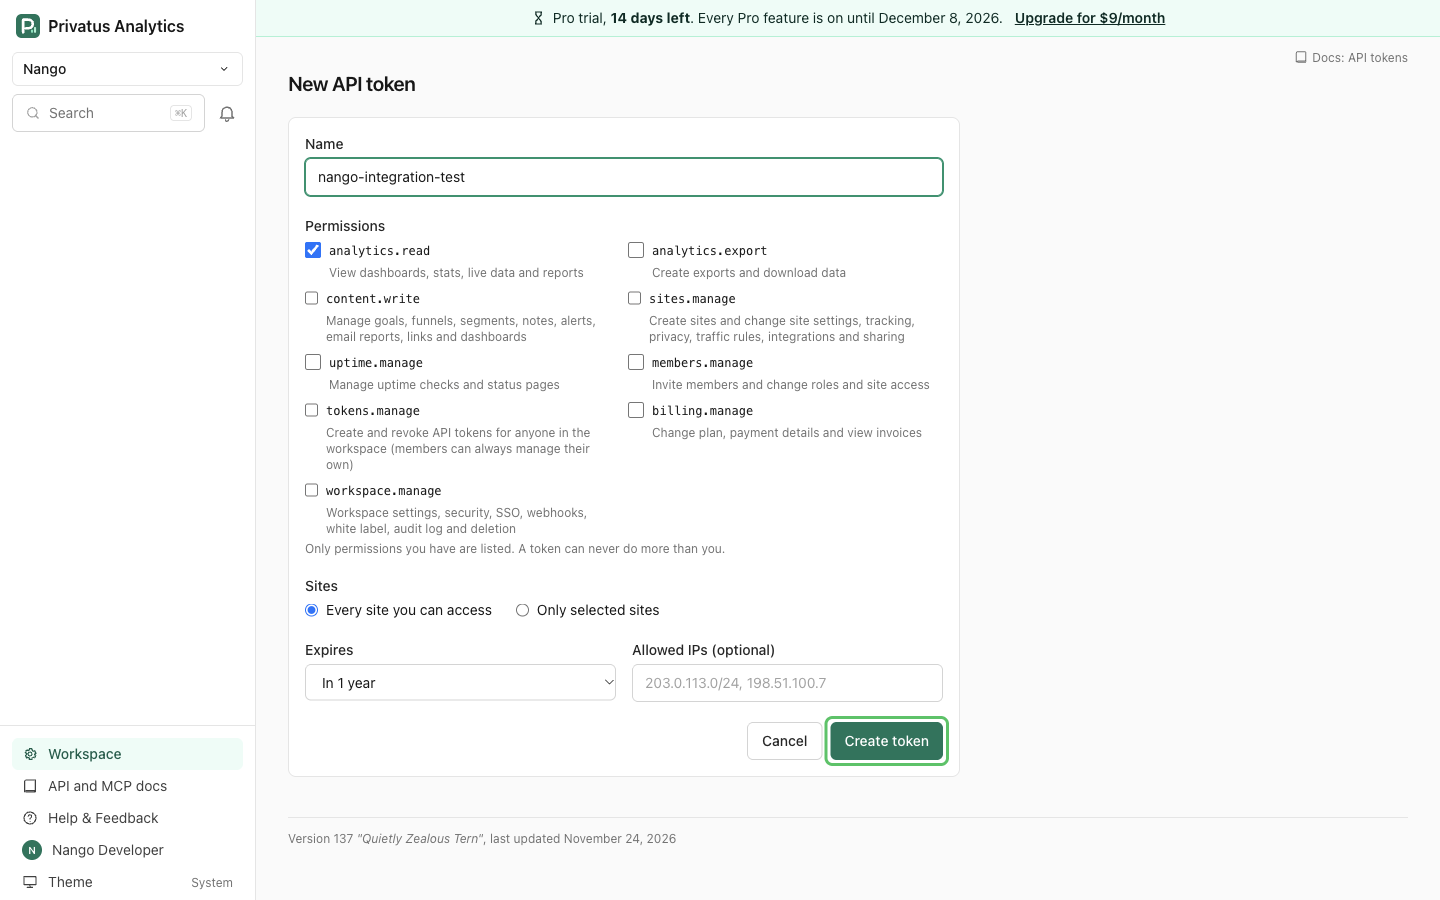 Privatus Analytics
Pro trial, 14 days left. Every Pro feature is on until December 8, 2026. Upgrade for $9/month
Nango
Search ⌘K
Docs: API tokens
New API token
Name
nango-integration-test
Permissions
analytics.read
View dashboards, stats, live data and reports
analytics.export
Create exports and download data
content.write
Manage goals, funnels, segments, notes, alerts,
email reports, links and dashboards
sites.manage
Create sites and change site settings, tracking,
privacy, traffic rules, integrations and sharing
uptime.manage
Manage uptime checks and status pages
members.manage
Invite members and change roles and site access
tokens.manage
Create and revoke API tokens for anyone in the
workspace (members can always manage their
own)
billing.manage
Change plan, payment details and view invoices
workspace.manage
Workspace settings, security, SSO, webhooks,
white label, audit log and deletion
Only permissions you have are listed. A token can never do more than you.
Sites
Every site you can access
Only selected sites
Expires
In 1 year
Allowed IPs (optional)
203.0.113.0/24, 198.51.100.7
Cancel
Create token
Workspace
API and MCP docs
Help & Feedback
N Nango Developer
Theme System
Version 137 "Quietly Zealous Tern", last updated November 24, 2026